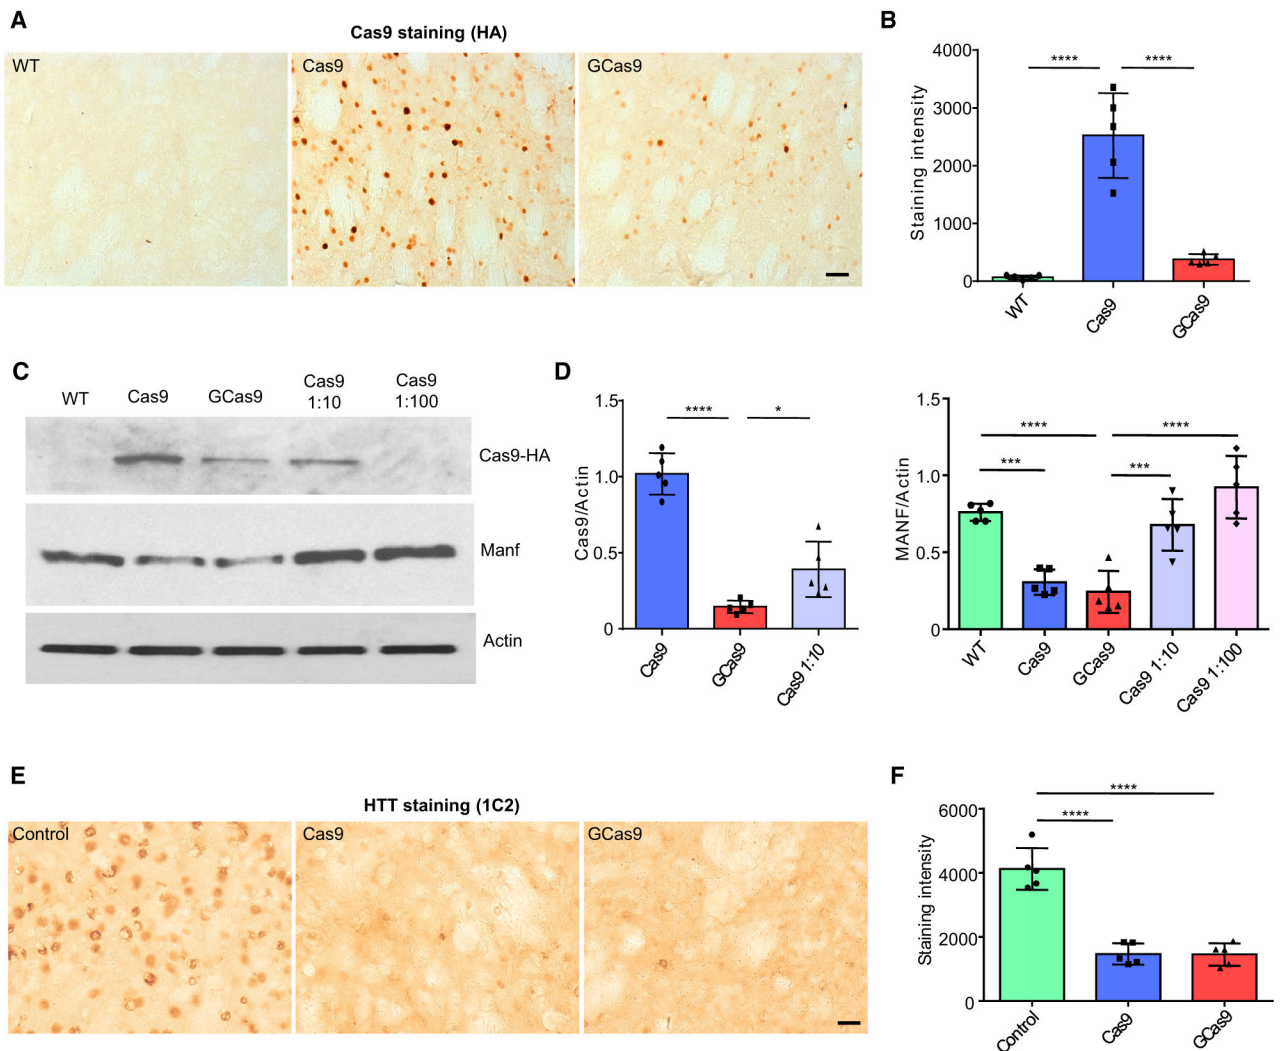 A
Cas9 staining (HA)
WT
Cas9
GCas9
B
Staining intensity
4000
3000
2000
1000
0
****
****
WT
Cas9
GCas9
C
WT
Cas9
GCas9
Cas9
1:10
Cas9
1:100
Cas9-HA
Manf
Actin
D
Cas9/Actin
1.5
1.0
0.5
0
****
*
Cas9
GCas9
Cas9 1:10
MANF/Actin
1.5
1.0
0.5
0
****
****
***
***
WT
Cas9
GCas9
Cas9 1:10
Cas9 1:100
E
HTT staining (1C2)
Control
Cas9
GCas9
F
Staining intensity
6000
4000
2000
0
****
****
Control
Cas9
GCas9